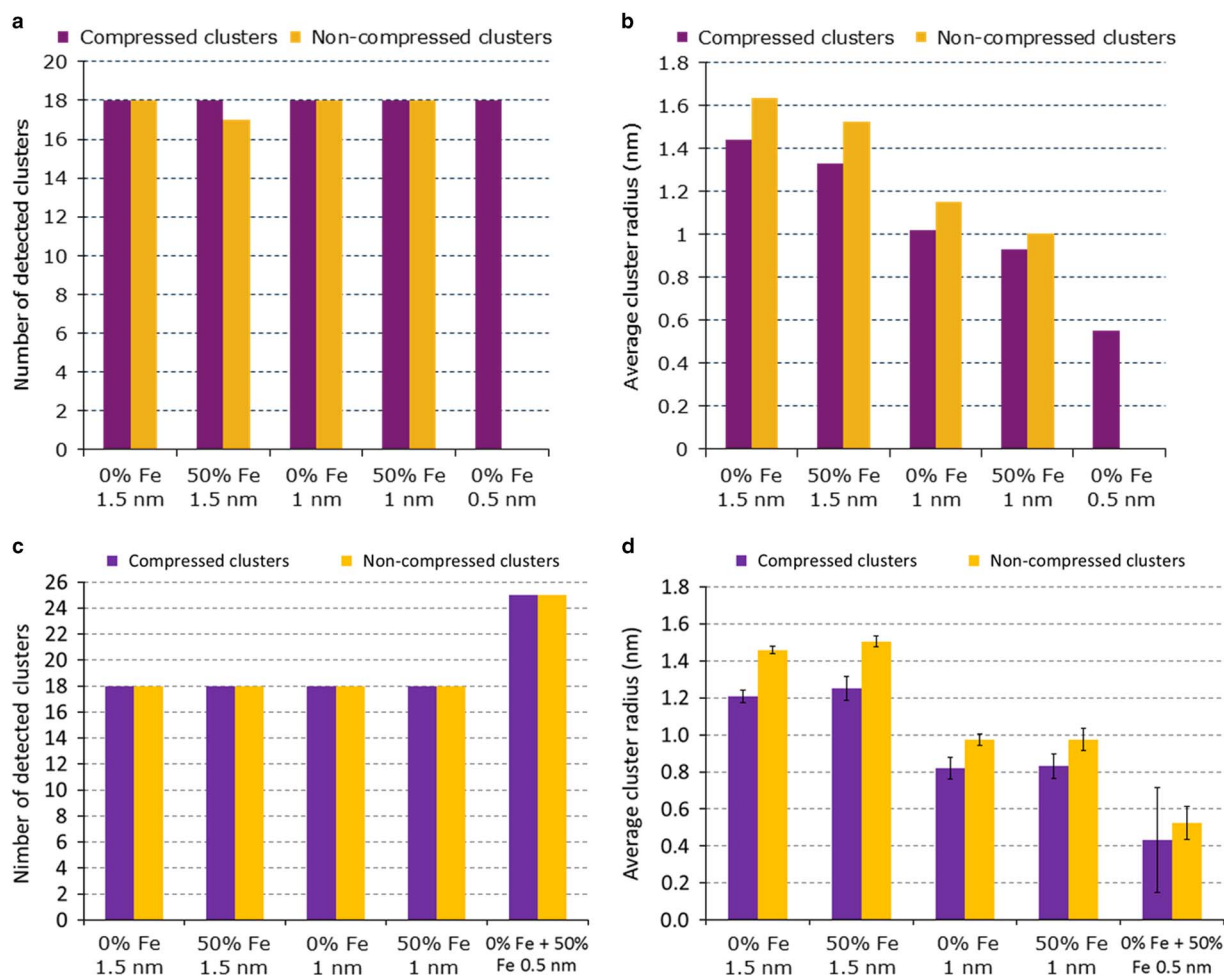 a
Compressed clusters Non-compressed clusters
Number of detected clusters
20
18
16
14
12
10
8
6
4
2
0
0% Fe 50% Fe 0% Fe 50% Fe 0% Fe
1.5 nm 1.5 nm 1 nm 1 nm 0.5 nm
b
Compressed clusters Non-compressed clusters
Average cluster radius (nm)
1.8
1.6
1.4
1.2
1
0.8
0.6
0.4
0.2
0
0% Fe 50% Fe 0% Fe 50% Fe 0% Fe
1.5 nm 1.5 nm 1 nm 1 nm 0.5 nm
c
Compressed clusters Non-compressed clusters
Nimber of detected clusters
26
24
22
20
18
16
14
12
10
8
6
4
2
0
0% Fe 50% Fe 0% Fe 50% Fe 0% Fe + 50%
1.5 nm 1.5 nm 1 nm 1 nm Fe 0.5 nm
d
Compressed clusters Non-compressed clusters
Average cluster radius (nm)
1.8
1.6
1.4
1.2
1.0
0.8
0.6
0.4
0.2
0.0
0% Fe 50% Fe 0% Fe 50% Fe 0% Fe + 50%
1.5 nm 1.5 nm 1 nm 1 nm Fe 0.5 nm